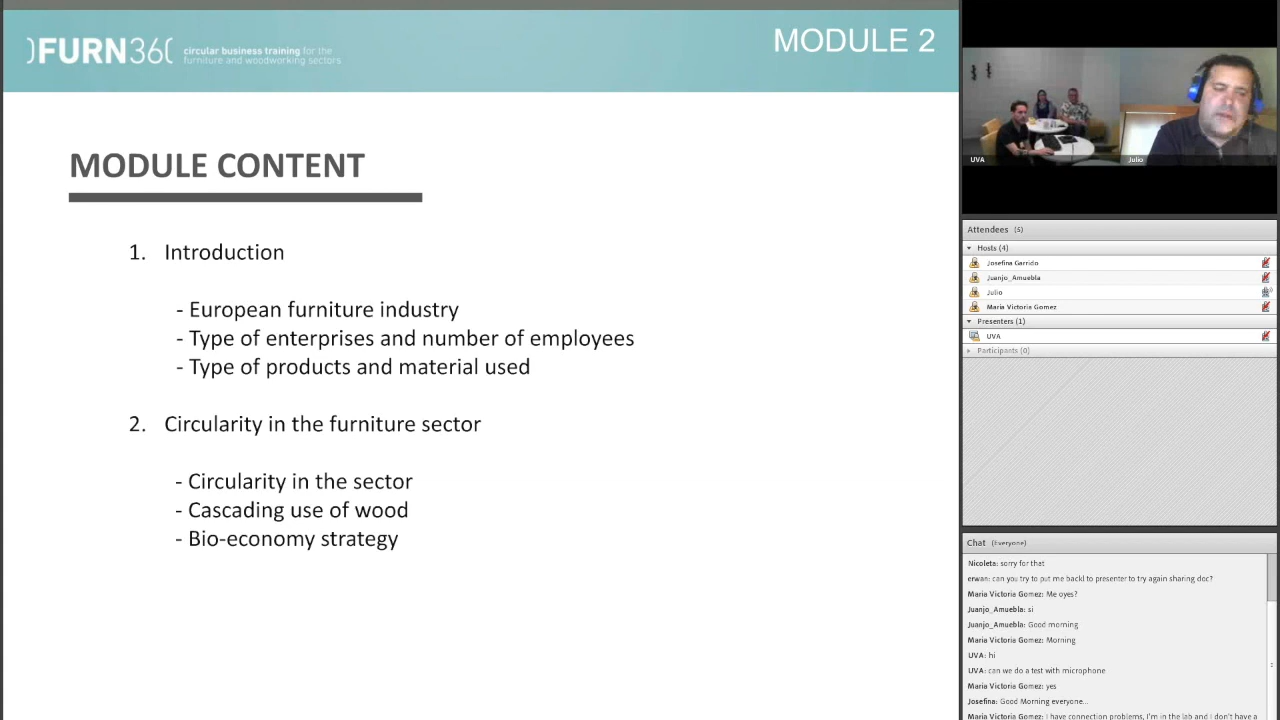 )FURN36(
circular business training for the
furniture and woodworking sectors
MODULE 2
MODULE CONTENT
1. Introduction
- European furniture industry
- Type of enterprises and number of employees
- Type of products and material used
2. Circularity in the furniture sector
- Circularity in the sector
- Cascading use of wood
- Bio-economy strategy
UVA
Julio
Attendees (5)
Hosts (4)
Josefina Garrido
Juanjo_Amuebla
Julio
Maria Victoria Gomez
Presenters (1)
UVA
Participants (0)
Chat (Everyone)
Nicoleta: sorry for that
erwan: can you try to put me backl to presenter to try again sharing doc?
Maria Victoria Gomez: Me oyes?
Juanjo_Amuebla: si
Juanjo_Amuebla: Good morning
Maria Victoria Gomez: Morning
UVA: hi
UVA: can we do a test with microphone
Maria Victoria Gomez: yes
Josefina: Good Morning everyone...
Maria Victoria Gomez: I have connection problems, I'm in the lab and I don't have a